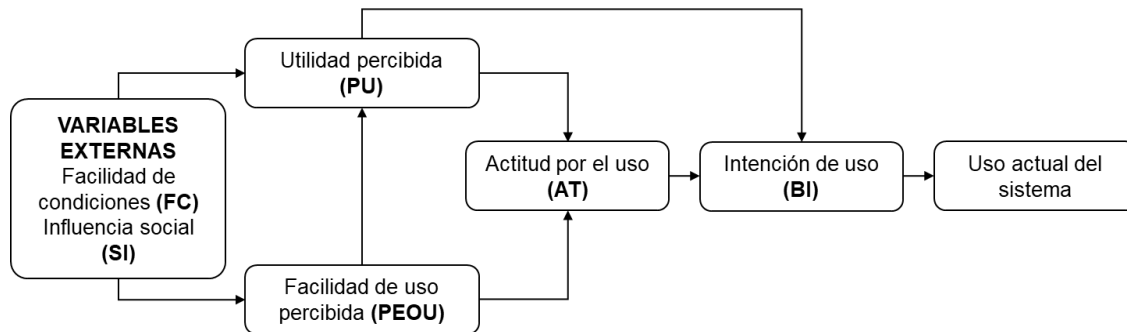 Utilidad percibida
(PU)
VARIABLES
EXTERNAS
Facilidad de
condiciones (FC)
Influencia social
(SI)
Actitud por el uso
(AT)
Intención de uso
(BI)
Uso actual del
sistema
Facilidad de uso
percibida (PEOU)